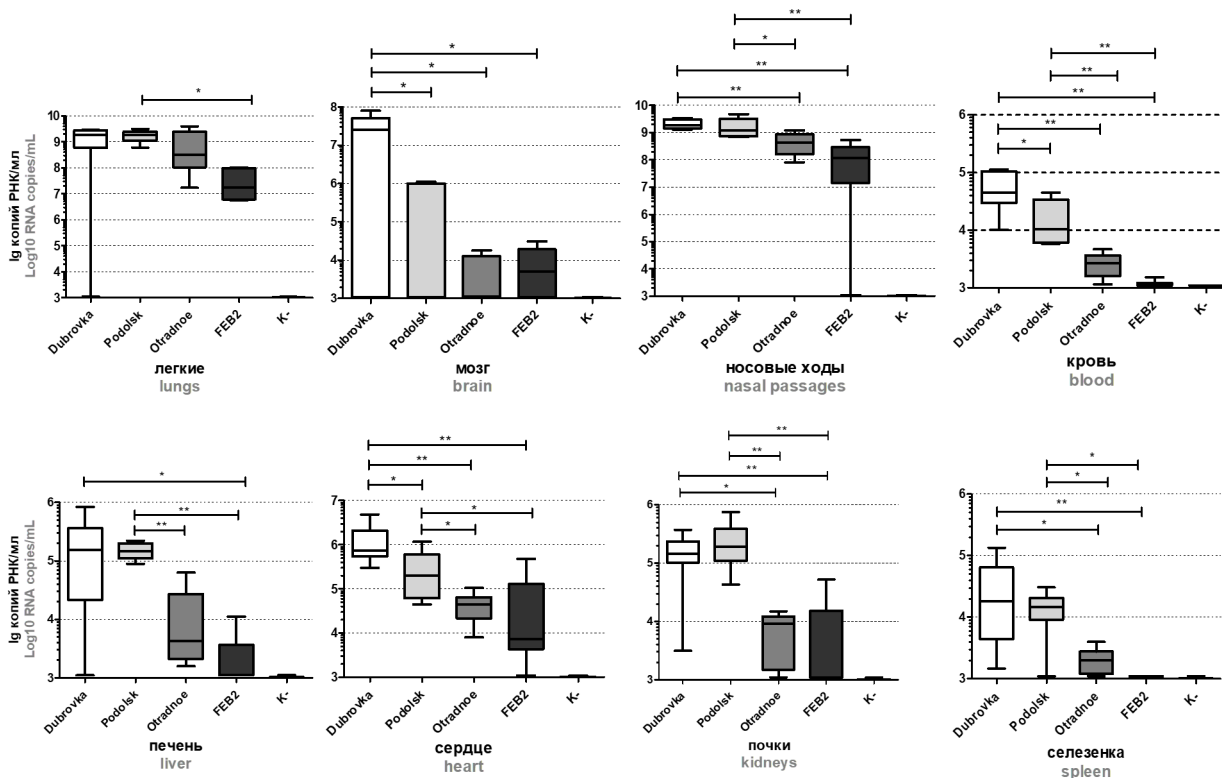 **
*
**
*
*
**
**
*
**
*
*
**
**
**
*
lg копий РНК/мл
Log10 RNA copies/mL
10
9
8
7
6
5
4
3
Dubrovka
Podolsk
Otradnoe
FEB2
K-
легкие
lungs
8
7
6
5
4
3
Dubrovka
Podolsk
Otradnoe
FEB2
K-
мозг
brain
10
9
8
7
6
5
4
3
Dubrovka
Podolsk
Otradnoe
FEB2
K-
носовые ходы
nasal passages
6
5
4
3
Dubrovka
Podolsk
Otradnoe
FEB2
K-
кровь
blood
*
**
**
lg копий РНК/мл
Log10 RNA copies/mL
6
5
4
3
Dubrovka
Podolsk
Otradnoe
FEB2
K-
печень
liver
**
**
*
*
*
7
6
5
4
3
Dubrovka
Podolsk
Otradnoe
FEB2
K-
сердце
heart
**
**
**
*
6
5
4
3
Dubrovka
Podolsk
Otradnoe
FEB2
K-
почки
kidneys
*
*
**
*
6
5
4
3
Dubrovka
Podolsk
Otradnoe
FEB2
K-
селезенка
spleen